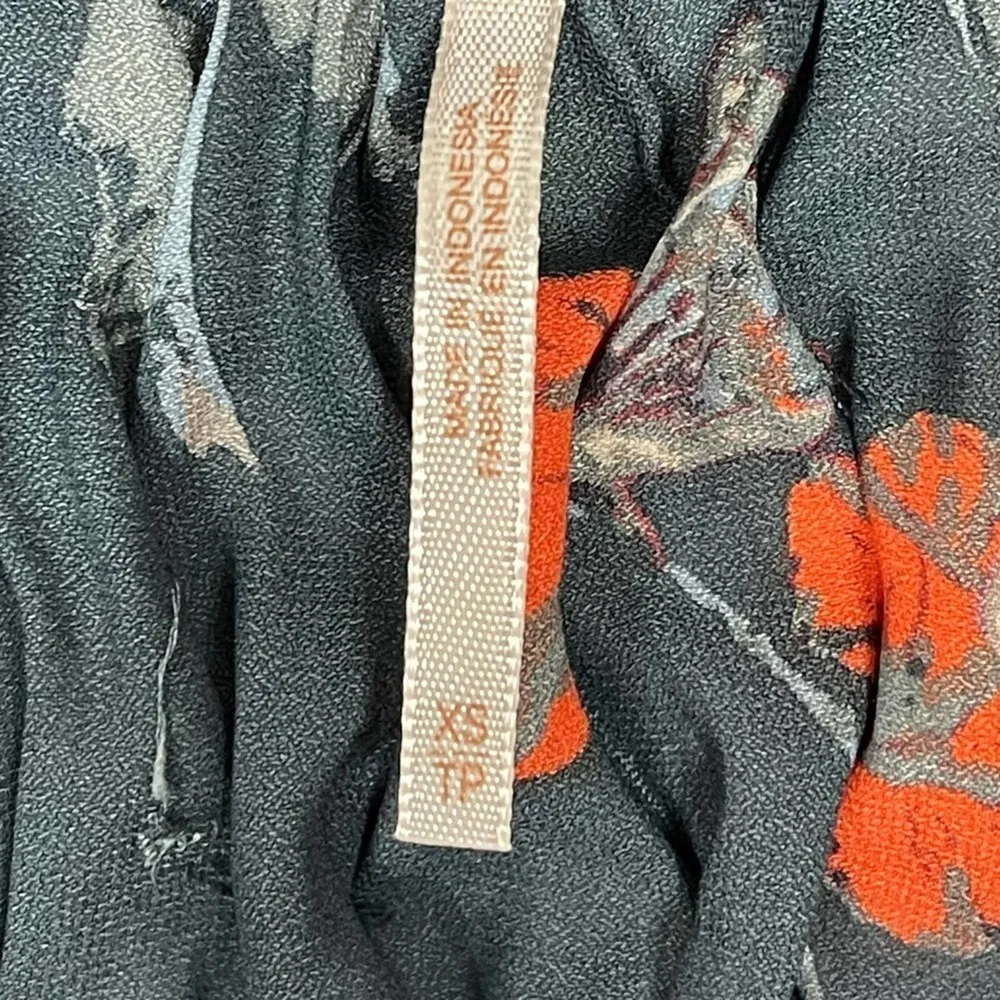 MADE IN INDONESIA
FABRIQUÉ EN INDONÉSIE
XS
TP